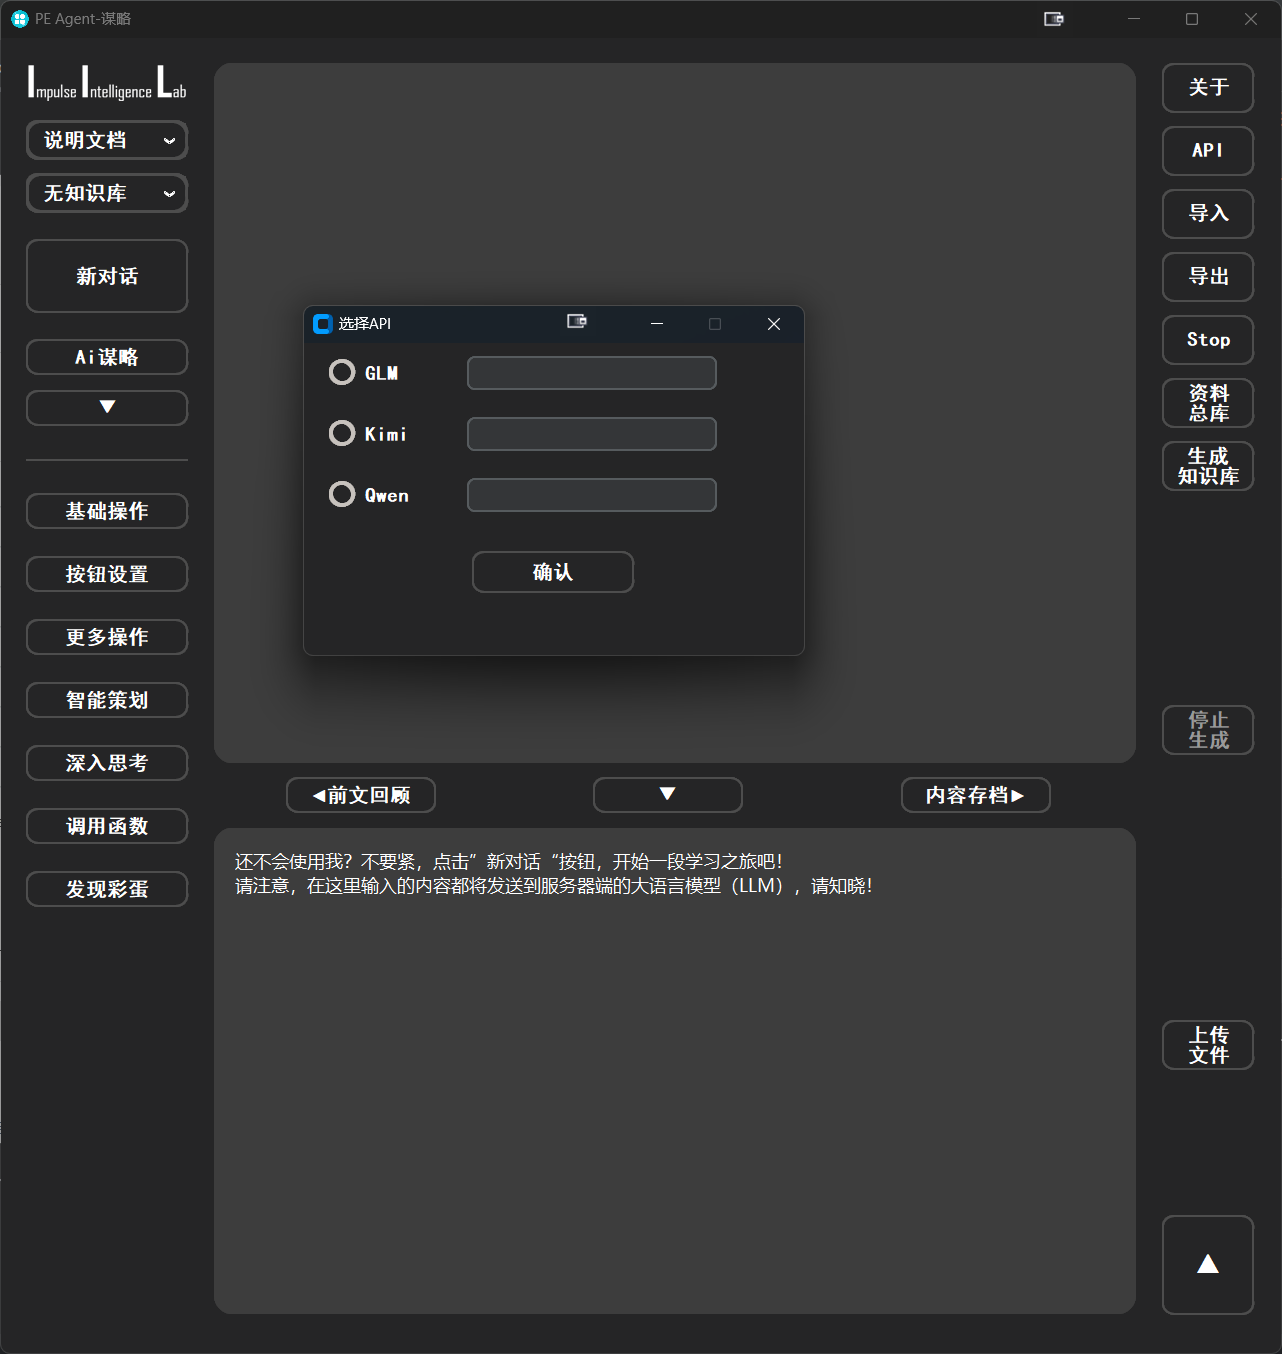 PE Agent-谋略
Impulse Intelligence Lab
说明文档
无知识库
新对话
Ai谋略
▼
基础操作
按钮设置
更多操作
智能策划
深入思考
调用函数
发现彩蛋
选择API
GLM
Kimi
Qwen
确认
◀前文回顾
▼
内容存档▶
还不会使用我？不要紧，点击”新对话“按钮，开始一段学习之旅吧！
请注意，在这里输入的内容都将发送到服务器端的大语言模型（LLM），请知晓！
关于
API
导入
导出
Stop
资料
总库
生成
知识库
停止
生成
上传
文件
▲